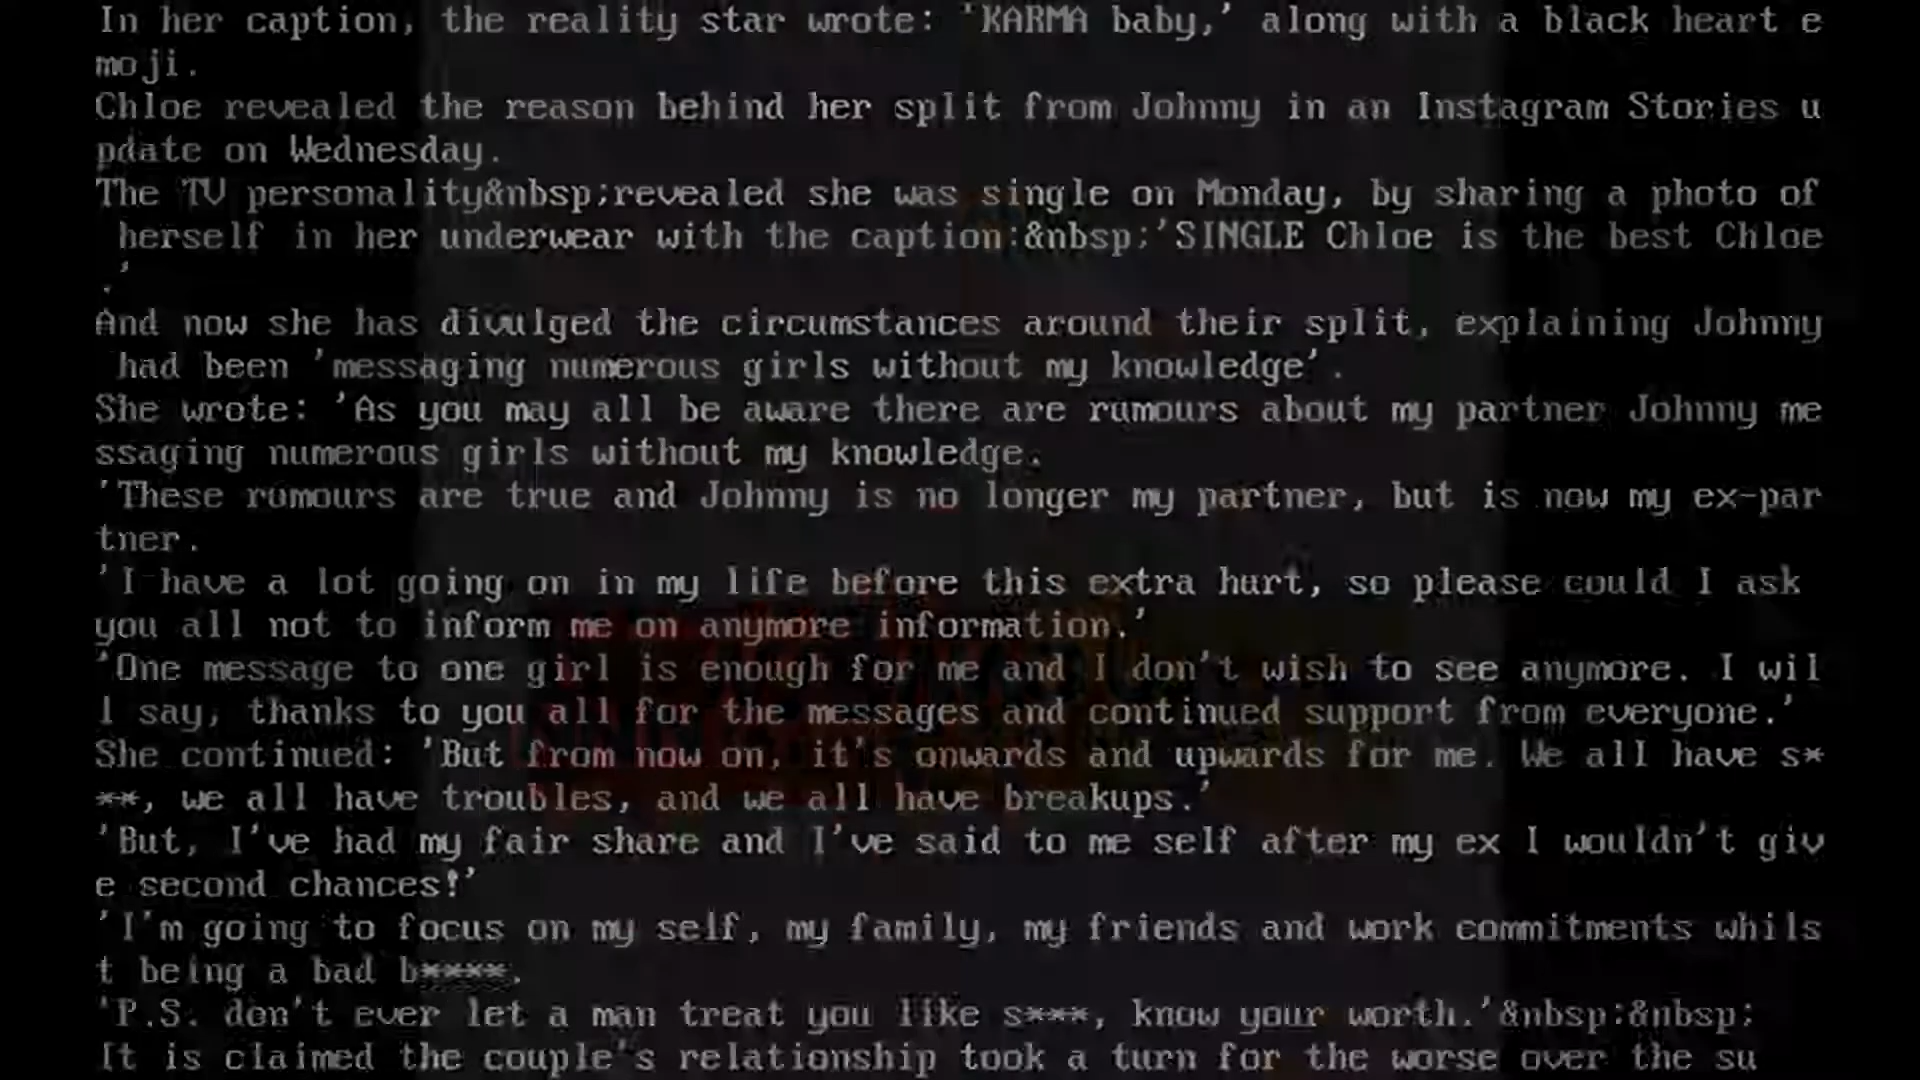 In her caption, the reality star wrote: 'KARMA baby,' along with a black heart e
moji.
Chloe revealed the reason behind her split from Johnny in an Instagram Stories u
pdate on Wednesday.
The TV personality&nbsp;revealed she was single on Monday, by sharing a photo of
 herself in her underwear with the caption:&nbsp;'SINGLE Chloe is the best Chloe
.'
And now she has divulged the circumstances around their split, explaining Johnny
 had been 'messaging numerous girls without my knowledge'.
She wrote: 'As you may all be aware there are rumours about my partner Johnny me
ssaging numerous girls without my knowledge.
'These rumours are true and Johnny is no longer my partner, but is now my ex-par
tner.
'I have a lot going on in my life before this extra hurt, so please could I ask
you all not to inform me on anymore information.'
'One message to one girl is enough for me and I don't wish to see anymore. I wil
l say, thanks to you all for the messages and continued support from everyone.'
She continued: 'But from now on, it's onwards and upwards for me. We all have s*
**, we all have troubles, and we all have breakups.'
'But, I've had my fair share and I've said to me self after my ex I wouldn't giv
e second chances!'
'I'm going to focus on my self, my family, my friends and work commitments whils
t being a bad b****.
'P.S. don't ever let a man treat you like s***, know your worth.'&nbsp;&nbsp;
It is claimed the couple's relationship took a turn for the worse over the su